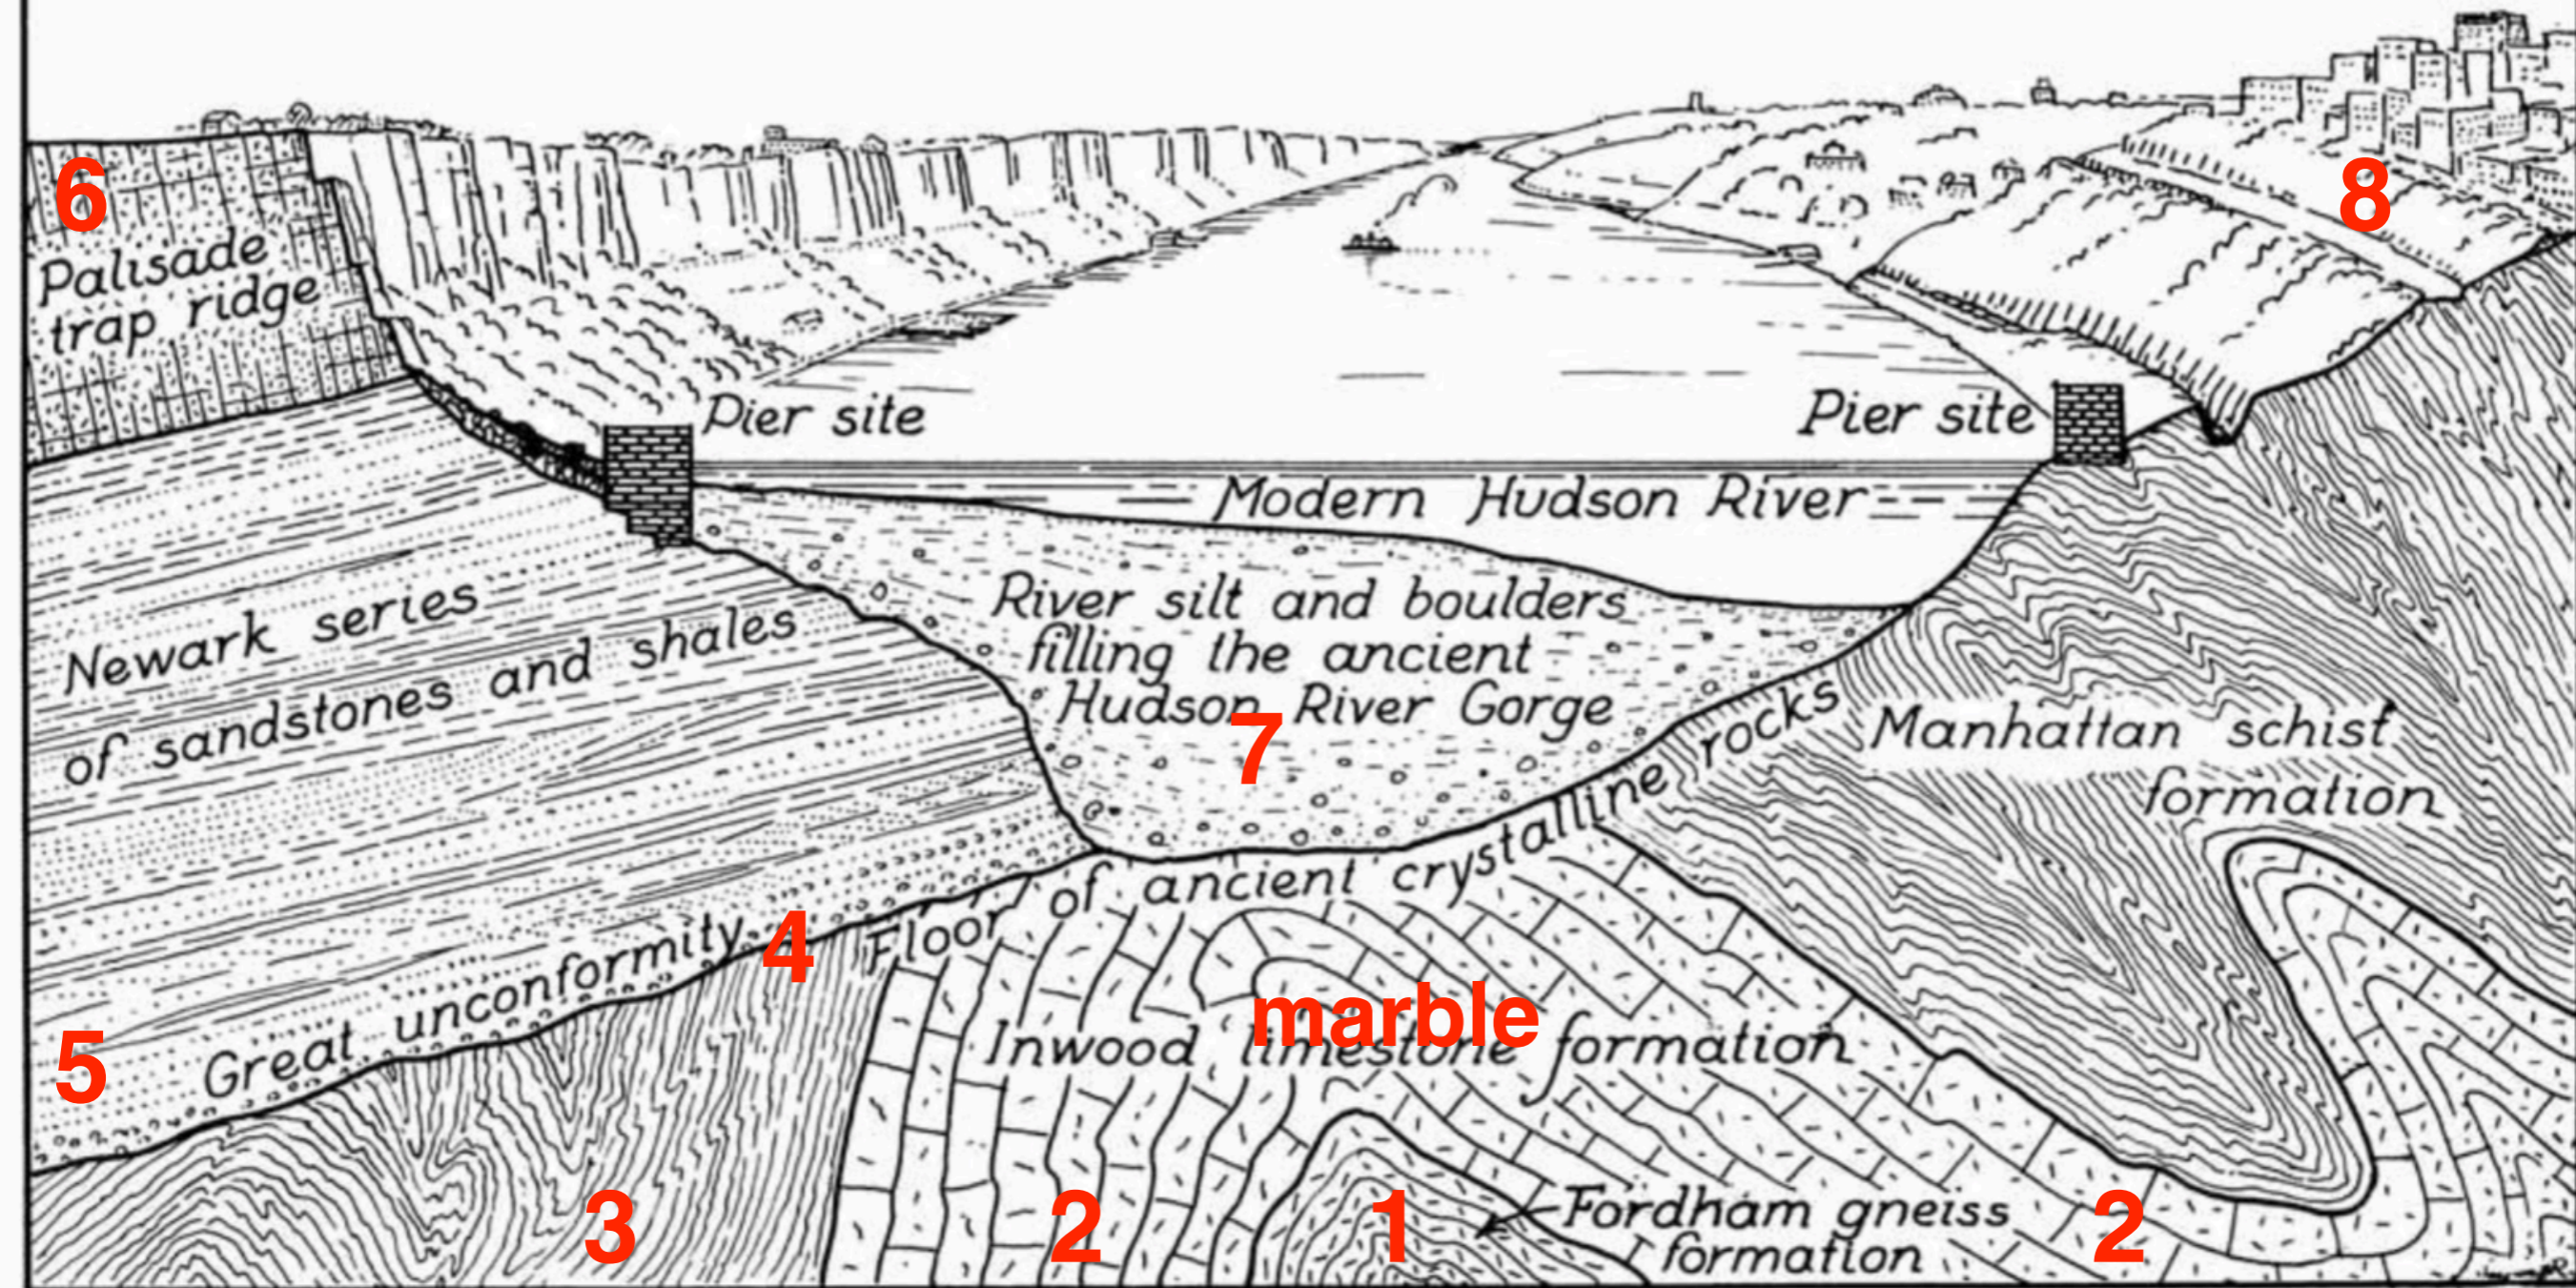 6
8
Palisade
trap ridge
Pier site
Pier site
Modern Hudson River
Newark series
of sandstones and shales
River silt and boulders
filling the ancient
Hudson River Gorge
7
Manhattan schist
formation
Great unconformity
4
Floor of ancient crystalline rocks
5
marble
Inwood limestone formation
3
2
1
Fordham gneiss
formation
2